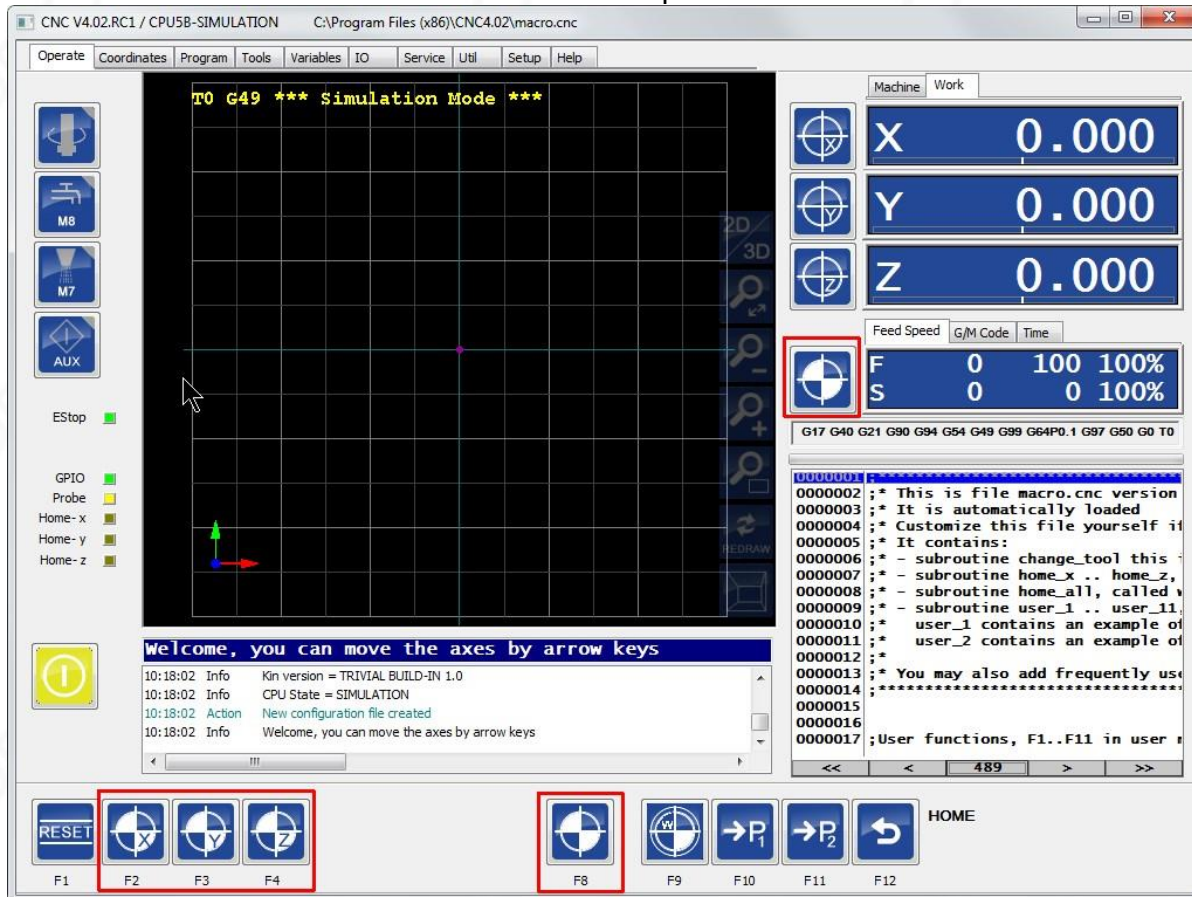 CNC V4.02.RC1 / CPU5B-SIMULATION C:\Program Files (x86)\CNC4.02\macro.cnc
Operate Coordinates Program Tools Variables IO Service Util Setup Help
T0 G49 *** Simulation Mode ***
M8
M7
AUX
EStop
GPIO
Probe
Home-x
Home-y
Home-z
2D/3D
REDRAW
Machine Work
X 0.000
Y 0.000
Z 0.000
Feed Speed G/M Code Time
F 0 100 100%
S 0 0 100%
G17 G40 G21 G90 G94 G54 G49 G99 G64P0.1 G97 G50 G0 T0
0000001 ;**********************************
0000002 ;* This is file macro.cnc version
0000003 ;* It is automatically loaded
0000004 ;* Customize this file yourself if
0000005 ;* It contains:
0000006 ;* - subroutine change_tool this
0000007 ;* - subroutine home_x .. home_z,
0000008 ;* - subroutine home_all, called
0000009 ;* - subroutine user_1 .. user_11,
0000010 ;* user_1 contains an example of
0000011 ;* user_2 contains an example of
0000012 ;*
0000013 ;* You may also add frequently use
0000014 ;**********************************
0000015
0000016
0000017 ;User functions, F1..F11 in user
<< < 489 > >>
Welcome, you can move the axes by arrow keys
10:18:02 Info Kin version = TRIVIAL BUILD-IN 1.0
10:18:02 Info CPU State = SIMULATION
10:18:02 Action New configuration file created
10:18:02 Info Welcome, you can move the axes by arrow keys
RESET X Y Z W P1 P2 HOME
F1 F2 F3 F4 F8 F9 F10 F11 F12